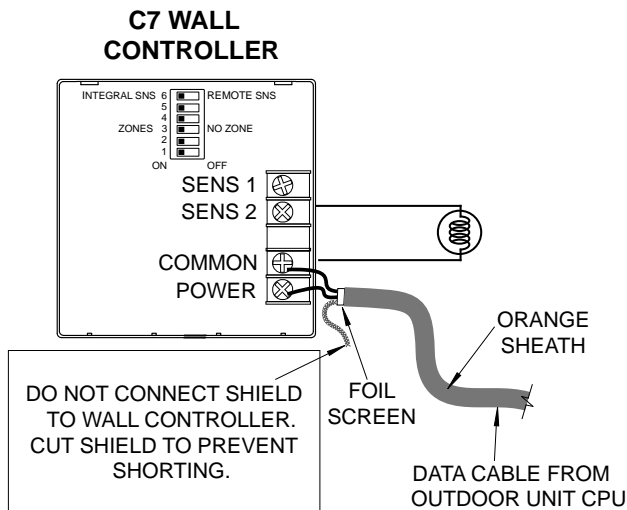 C7 WALL
CONTROLLER
INTEGRAL SNS 6 REMOTE SNS
5
4
ZONES 3 NO ZONE
2
1
ON OFF
SENS 1
SENS 2
COMMON
POWER
ORANGE
SHEATH
FOIL
SCREEN
DO NOT CONNECT SHIELD
TO WALL CONTROLLER.
CUT SHIELD TO PREVENT
SHORTING.
DATA CABLE FROM
OUTDOOR UNIT CPU